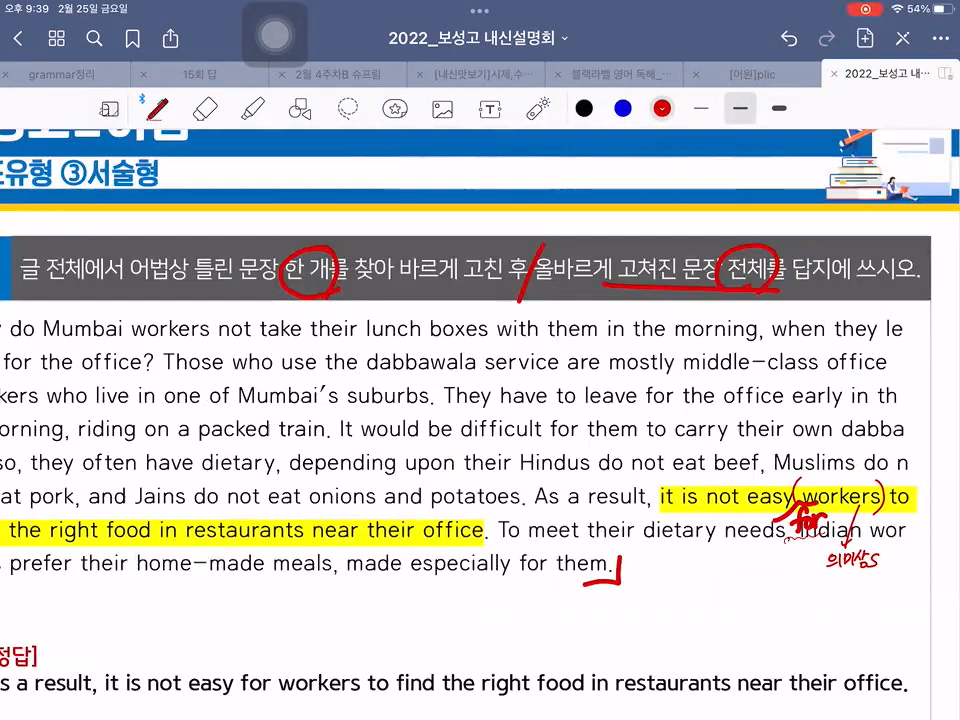 오후 9:39 2월 25일 금요일
54%
2022_보성고 내신설명회
grammar정리
15회 답
2월 4주차B 슈프림
[내신맛보기]시제,수…
블랙라벨 영어 독해_…
[어원]plic
2022_보성고 내…
유형 ③서술형
글 전체에서 어법상 틀린 문장 한 개를 찾아 바르게 고친 후 올바르게 고쳐진 문장 전체를 답지에 쓰시오.
do Mumbai workers not take their lunch boxes with them in the morning, when they le
for the office? Those who use the dabbawala service are mostly middle-class office
kers who live in one of Mumbai's suburbs. They have to leave for the office early in th
orning, riding on a packed train. It would be difficult for them to carry their own dabba
so, they often have dietary, depending upon their Hindus do not eat beef, Muslims do n
at pork, and Jains do not eat onions and potatoes. As a result, it is not easy (workers) to
for
the right food in restaurants near their office. To meet their dietary needs Indian wor
의미상S
prefer their home-made meals, made especially for them.
정답]
s a result, it is not easy for workers to find the right food in restaurants near their office.